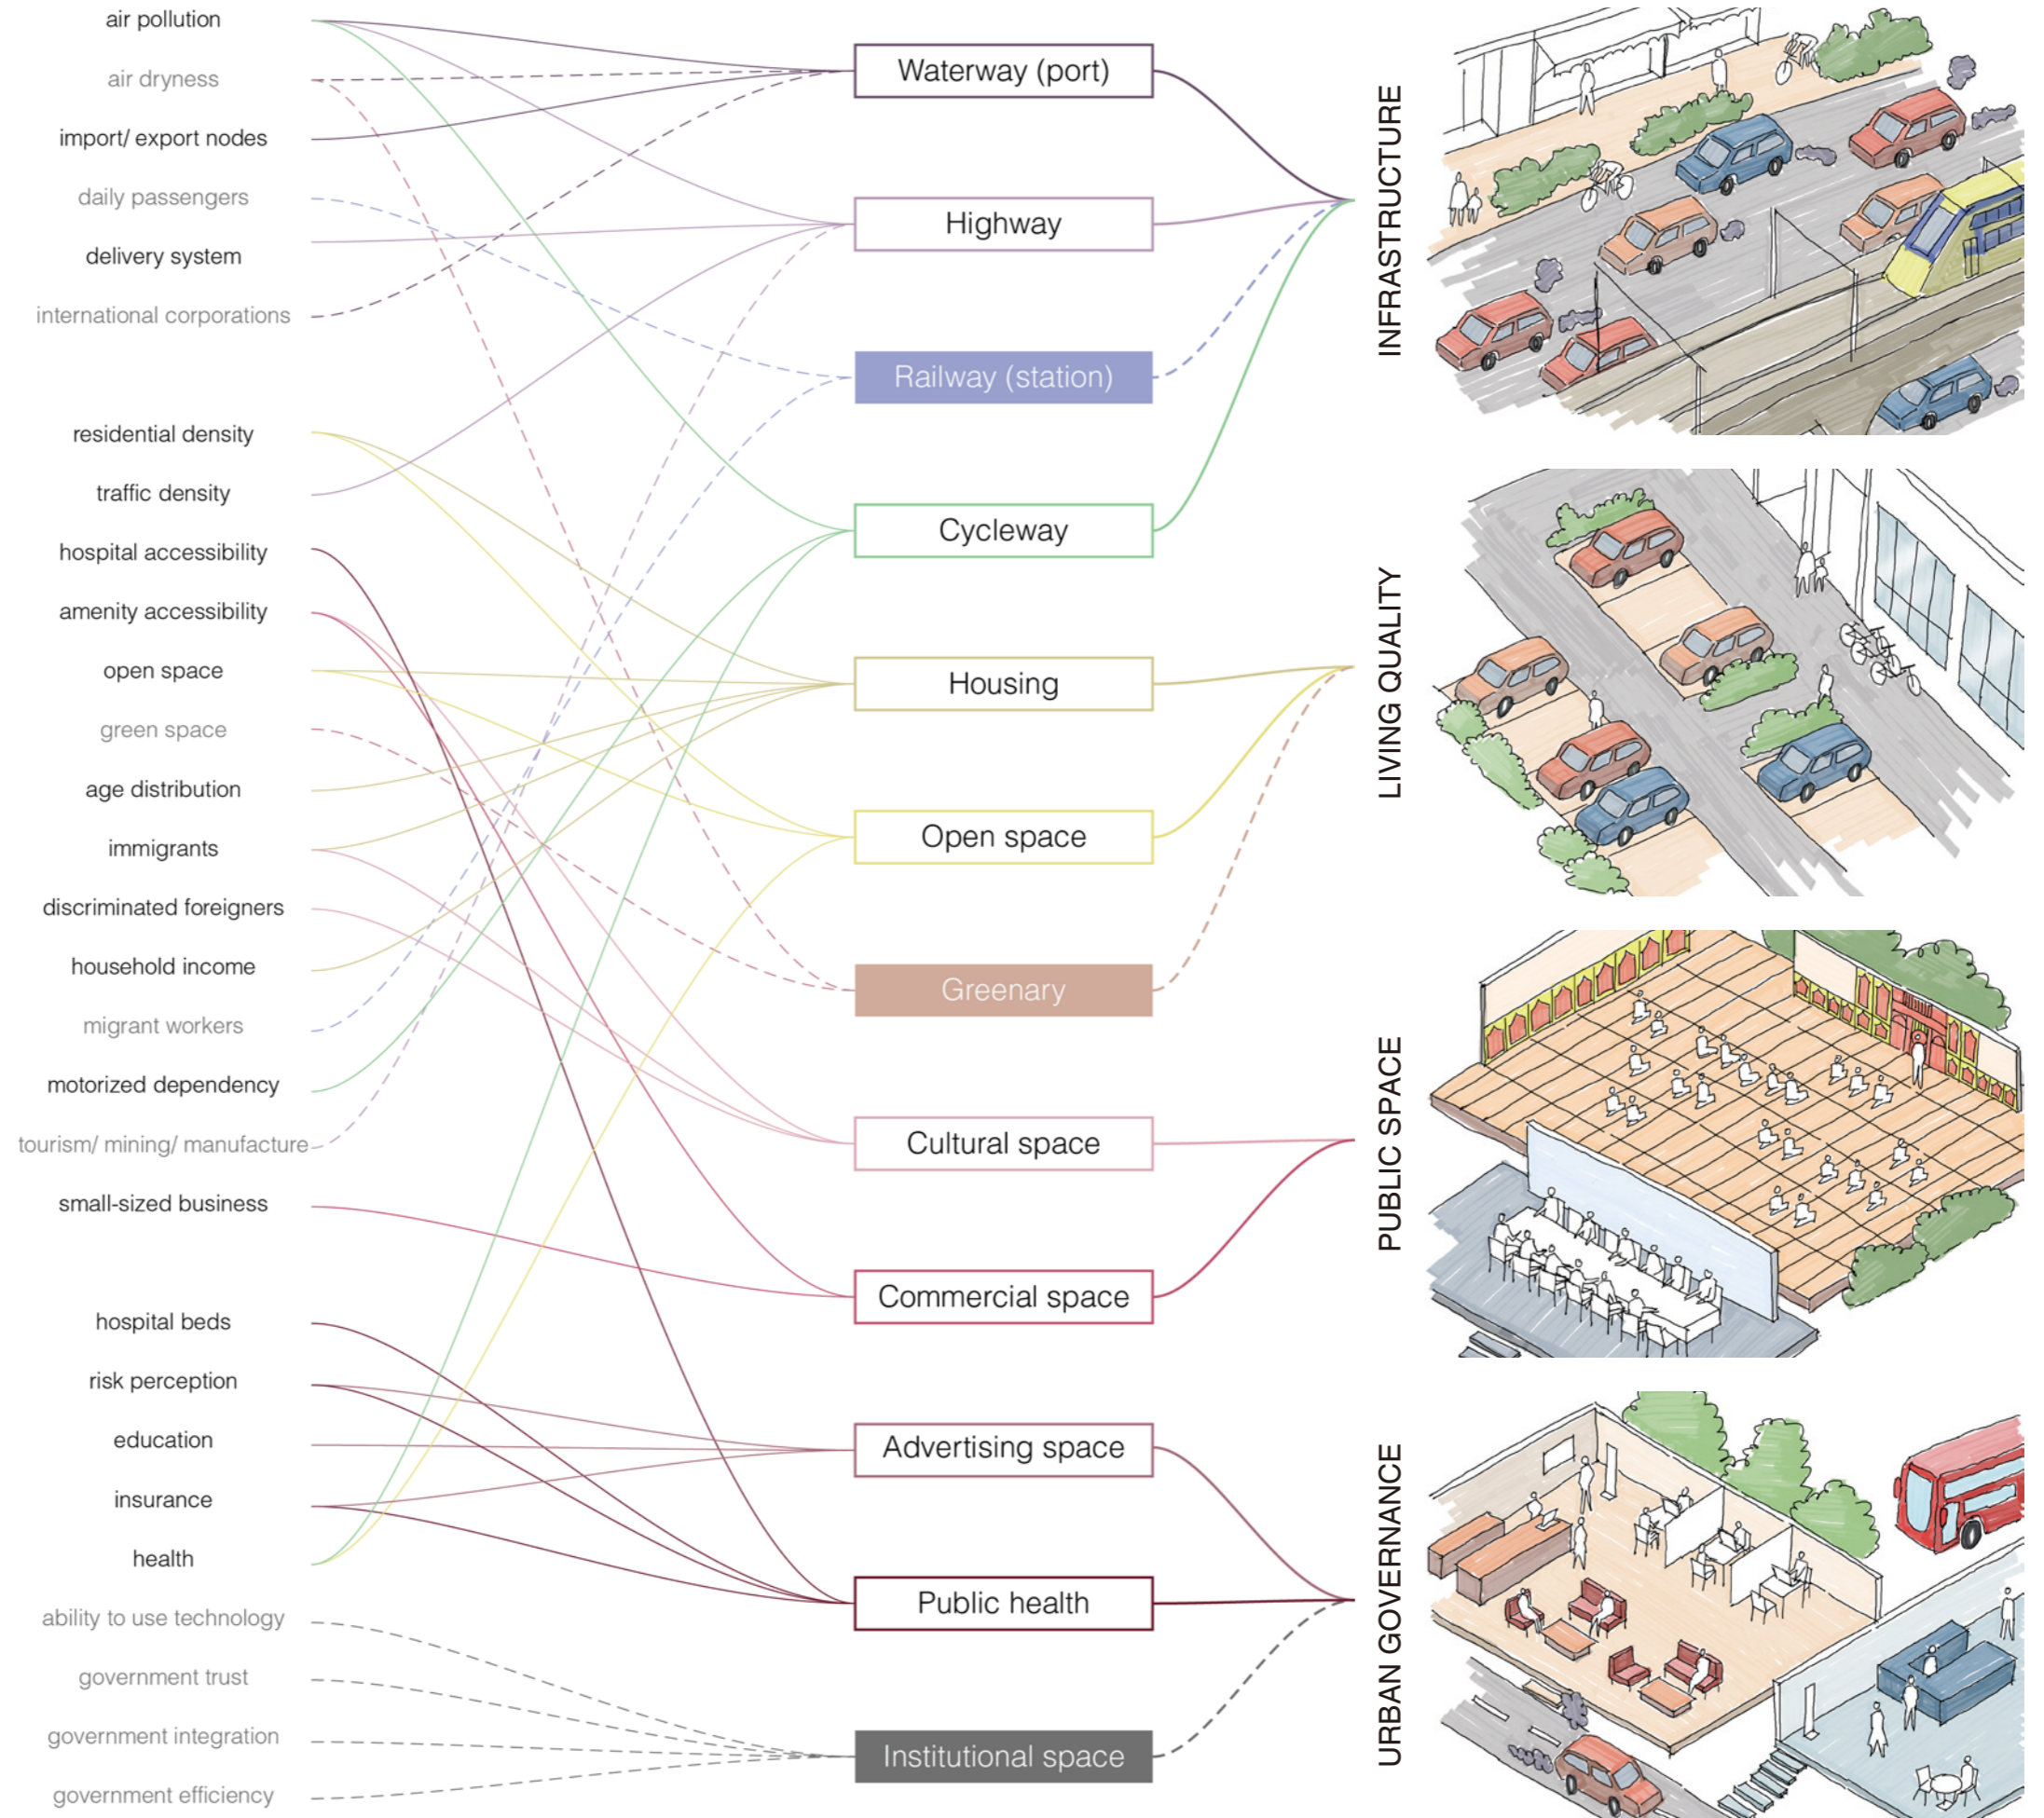 air pollution
air dryness
import/ export nodes
daily passengers
delivery system
international corporations
residential density
traffic density
hospital accessibility
amenity accessibility
open space
green space
age distribution
immigrants
discriminated foreigners
household income
migrant workers
motorized dependency
tourism/ mining/ manufacture
small-sized business
hospital beds
risk perception
education
insurance
health
ability to use technology
government trust
government integration
government efficiency
Waterway (port)
Highway
Railway (station)
Cycleway
Housing
Open space
Greenary
Cultural space
Commercial space
Advertising space
Public health
Institutional space
INFRASTRUCTURE
LIVING QUALITY
PUBLIC SPACE
URBAN GOVERNANCE